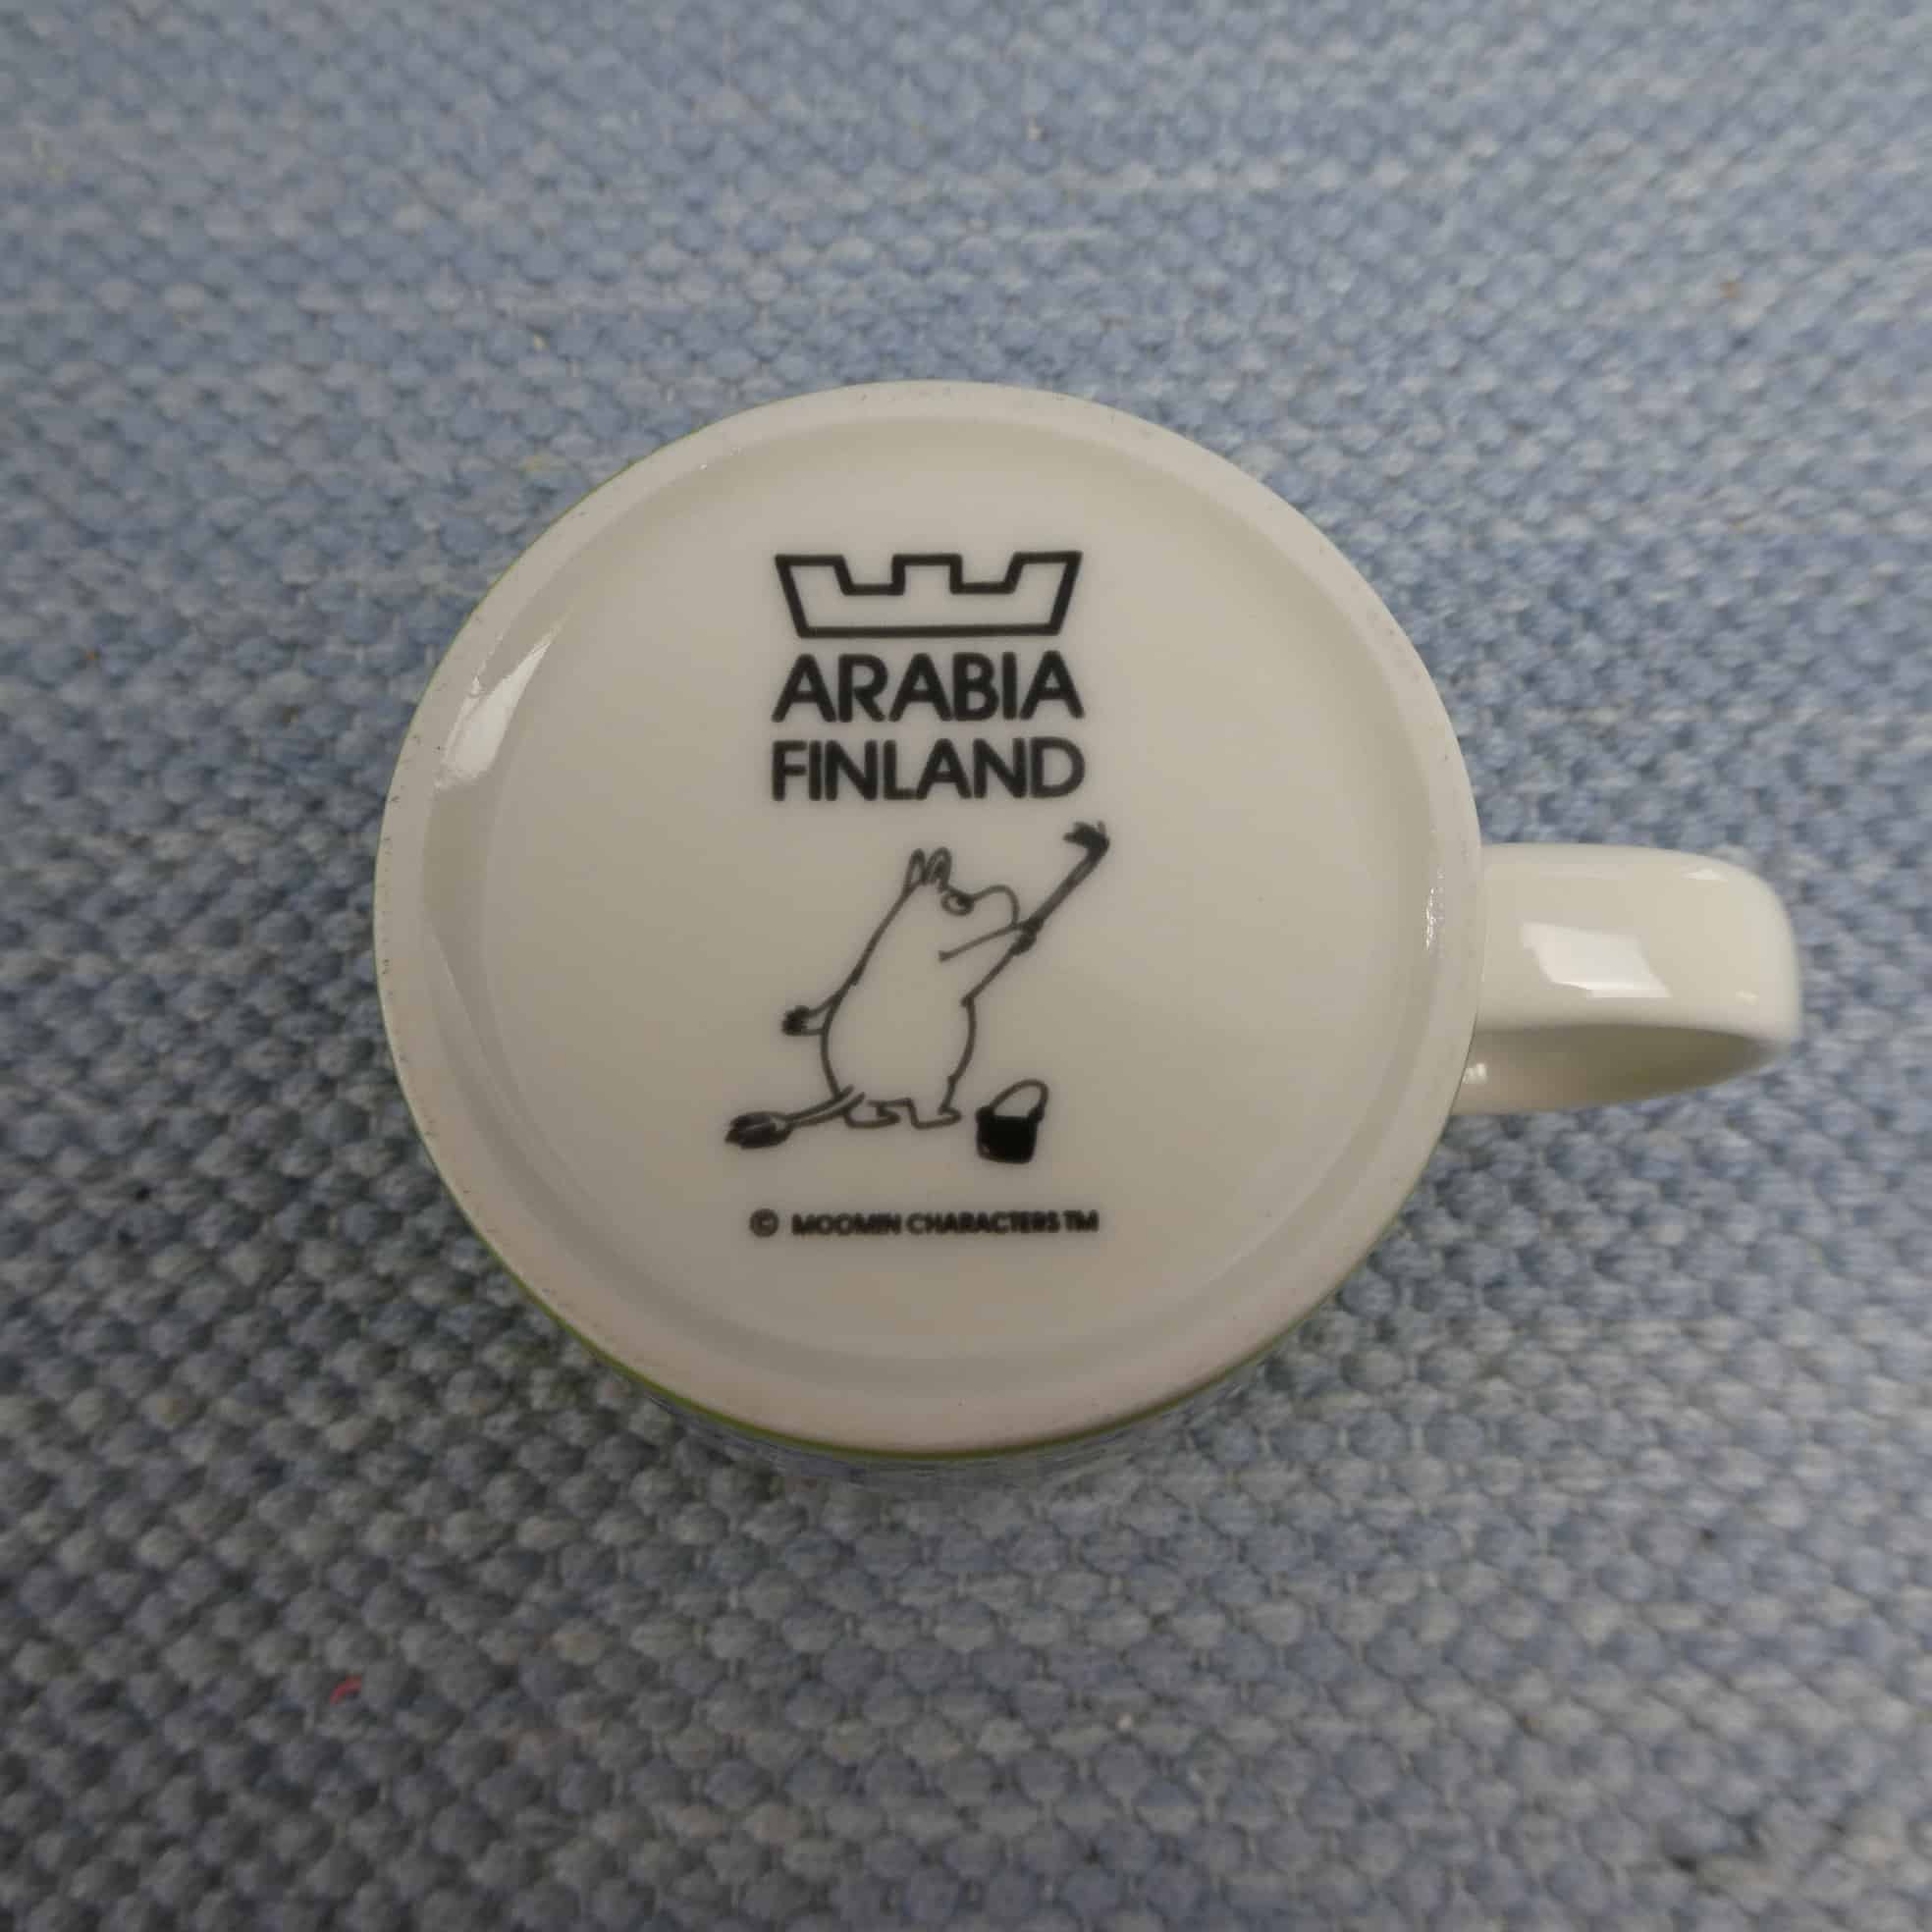 ARABIA
FINLAND
© MOOMIN CHARACTERS TM